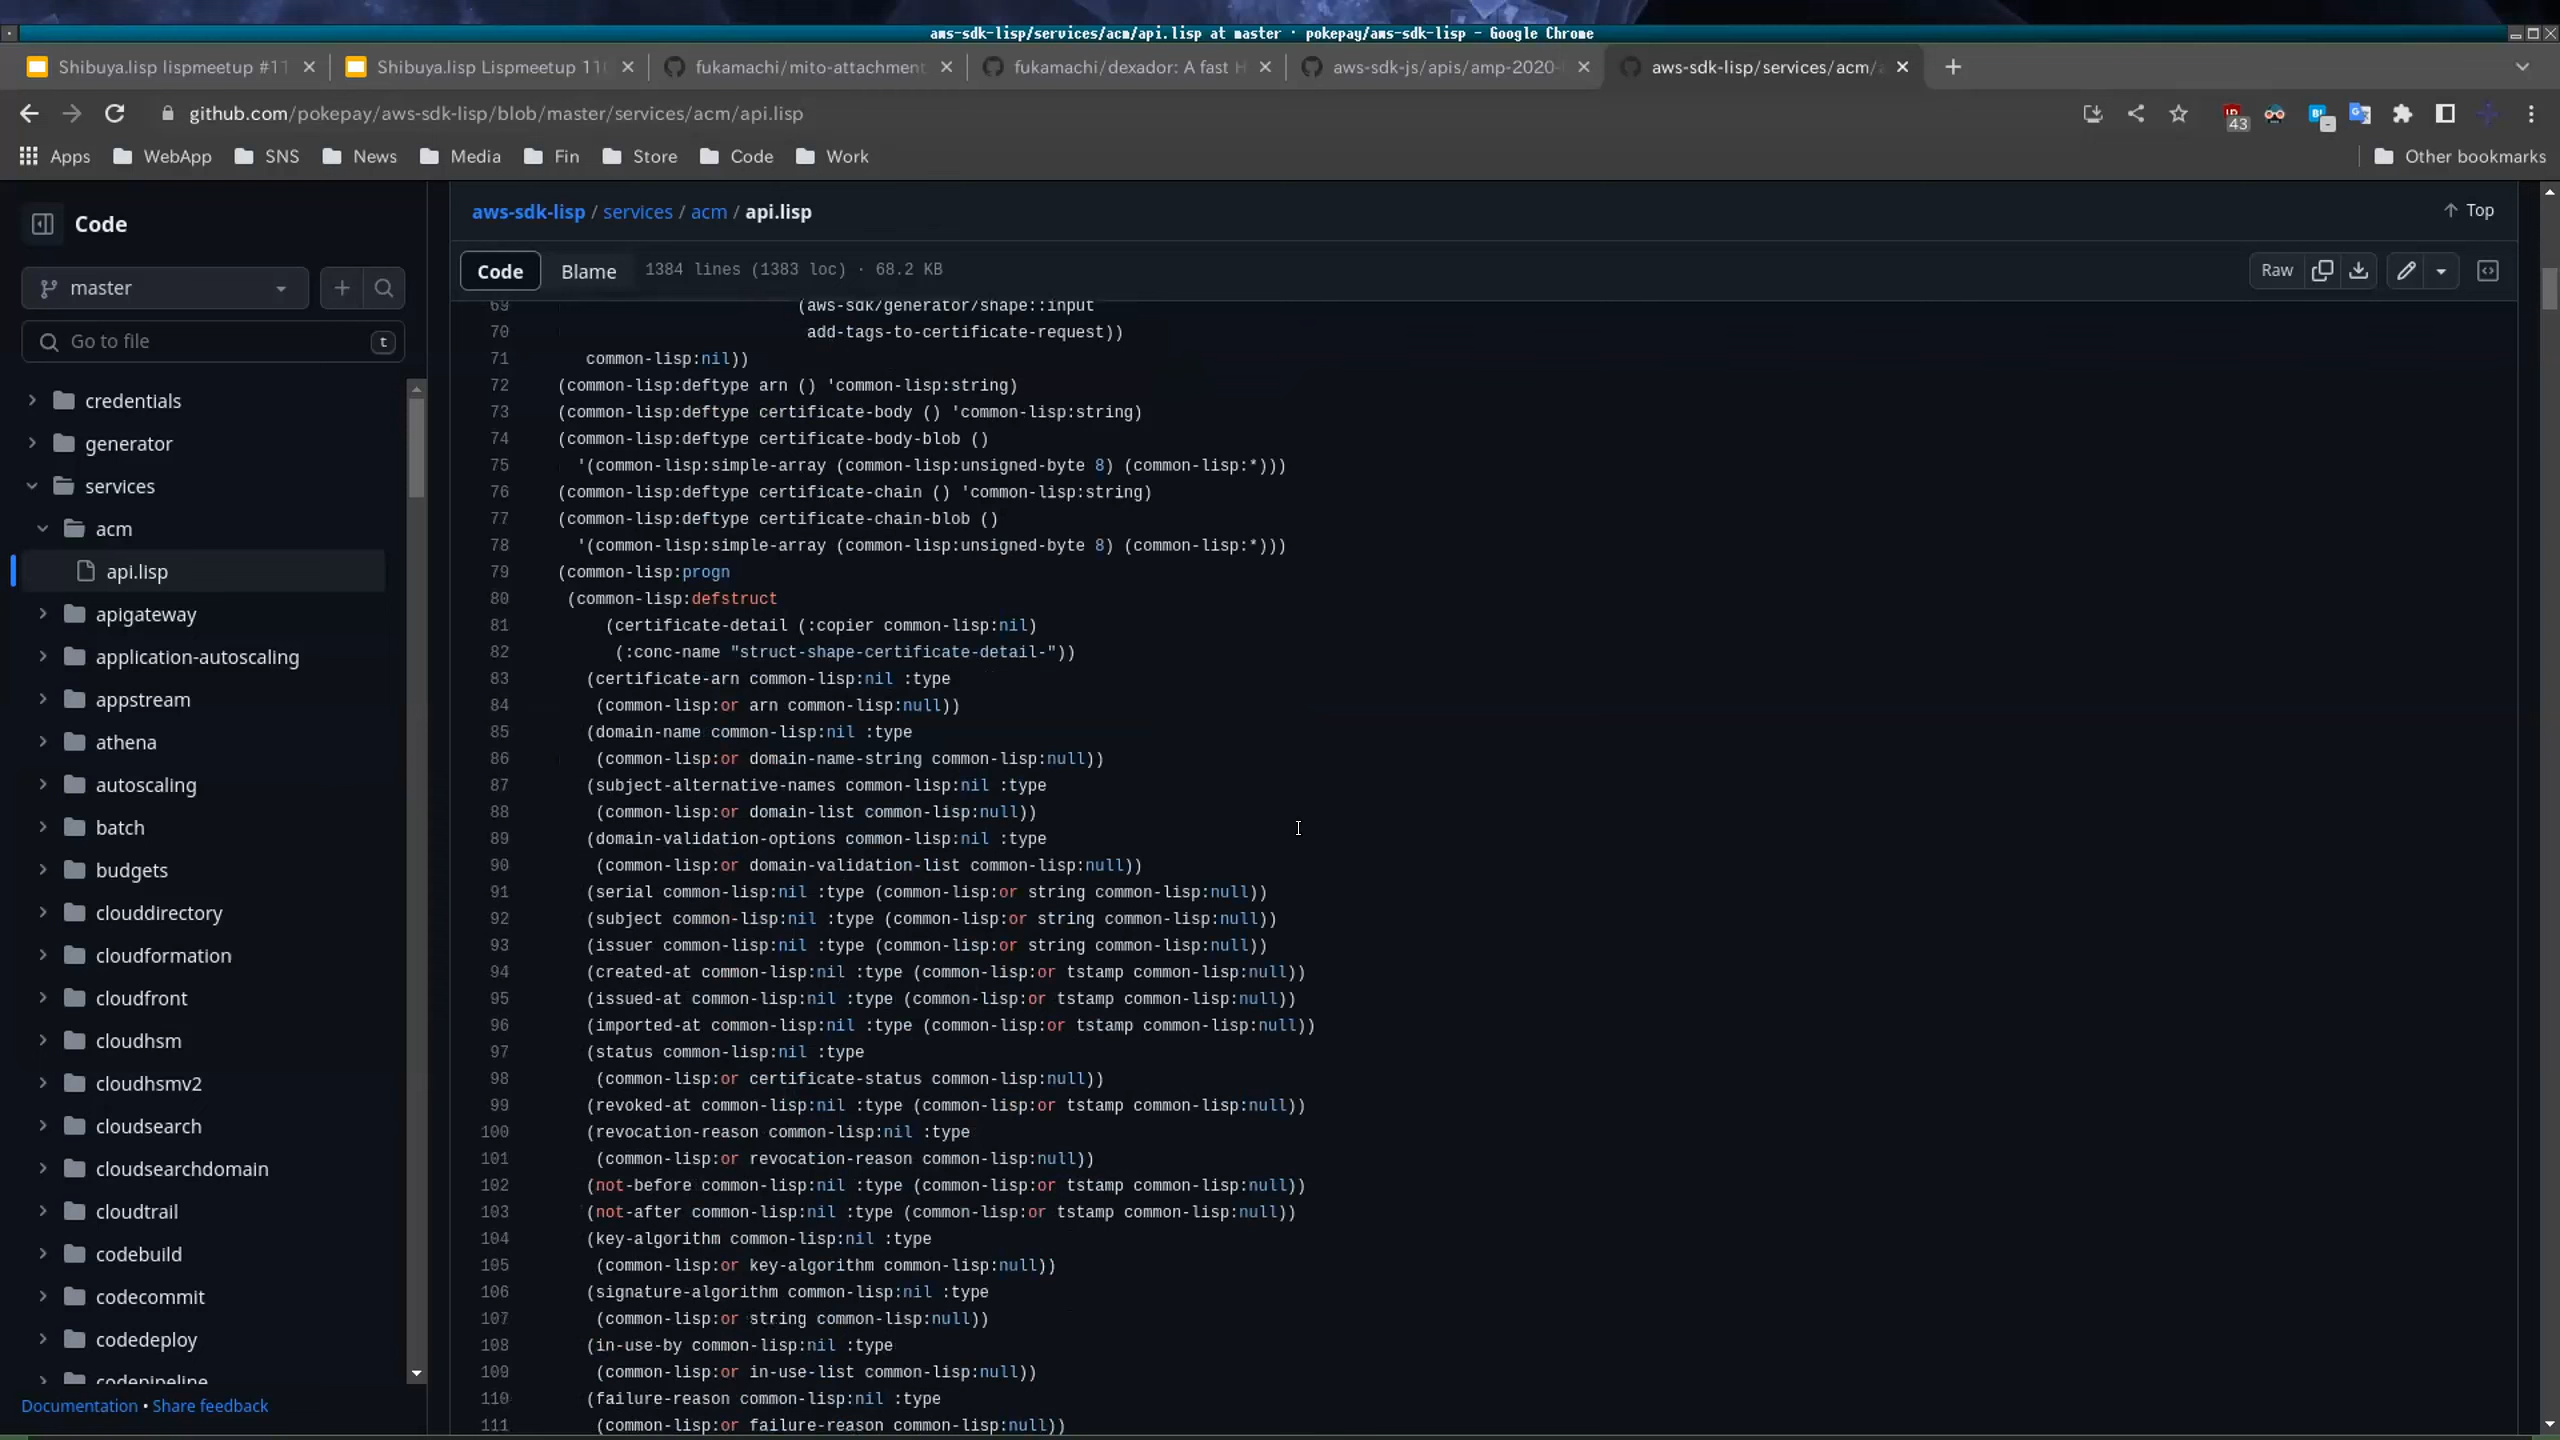 aws-sdk-lisp/services/acm/api.lisp at master · pokepay/aws-sdk-lisp - Google Chrome
Shibuya.lisp lispmeetup #11
Shibuya.lisp Lispmeetup 110
fukamachi/mito-attachment
fukamachi/dexador: A fast H
aws-sdk-js/apis/amp-2020-
aws-sdk-lisp/services/acm/a
github.com/pokepay/aws-sdk-lisp/blob/master/services/acm/api.lisp
43
Apps WebApp SNS News Media Fin Store Code Work Other bookmarks
Code
master
Go to file t
credentials
generator
services
acm
api.lisp
apigateway
application-autoscaling
appstream
athena
autoscaling
batch
budgets
clouddirectory
cloudformation
cloudfront
cloudhsm
cloudhsmv2
cloudsearch
cloudsearchdomain
cloudtrail
codebuild
codecommit
codedeploy
codepipeline
Documentation • Share feedback
aws-sdk-lisp / services / acm / api.lisp
Top
Code Blame 1384 lines (1383 loc) · 68.2 KB Raw
69 (aws-sdk/generator/shape::input
70 add-tags-to-certificate-request))
71 common-lisp:nil))
72 (common-lisp:deftype arn () 'common-lisp:string)
73 (common-lisp:deftype certificate-body () 'common-lisp:string)
74 (common-lisp:deftype certificate-body-blob ()
75 '(common-lisp:simple-array (common-lisp:unsigned-byte 8) (common-lisp:*)))
76 (common-lisp:deftype certificate-chain () 'common-lisp:string)
77 (common-lisp:deftype certificate-chain-blob ()
78 '(common-lisp:simple-array (common-lisp:unsigned-byte 8) (common-lisp:*)))
79 (common-lisp:progn
80 (common-lisp:defstruct
81 (certificate-detail (:copier common-lisp:nil)
82 (:conc-name "struct-shape-certificate-detail-"))
83 (certificate-arn common-lisp:nil :type
84 (common-lisp:or arn common-lisp:null))
85 (domain-name common-lisp:nil :type
86 (common-lisp:or domain-name-string common-lisp:null))
87 (subject-alternative-names common-lisp:nil :type
88 (common-lisp:or domain-list common-lisp:null))
89 (domain-validation-options common-lisp:nil :type
90 (common-lisp:or domain-validation-list common-lisp:null))
91 (serial common-lisp:nil :type (common-lisp:or string common-lisp:null))
92 (subject common-lisp:nil :type (common-lisp:or string common-lisp:null))
93 (issuer common-lisp:nil :type (common-lisp:or string common-lisp:null))
94 (created-at common-lisp:nil :type (common-lisp:or tstamp common-lisp:null))
95 (issued-at common-lisp:nil :type (common-lisp:or tstamp common-lisp:null))
96 (imported-at common-lisp:nil :type (common-lisp:or tstamp common-lisp:null))
97 (status common-lisp:nil :type
98 (common-lisp:or certificate-status common-lisp:null))
99 (revoked-at common-lisp:nil :type (common-lisp:or tstamp common-lisp:null))
100 (revocation-reason common-lisp:nil :type
101 (common-lisp:or revocation-reason common-lisp:null))
102 (not-before common-lisp:nil :type (common-lisp:or tstamp common-lisp:null))
103 (not-after common-lisp:nil :type (common-lisp:or tstamp common-lisp:null))
104 (key-algorithm common-lisp:nil :type
105 (common-lisp:or key-algorithm common-lisp:null))
106 (signature-algorithm common-lisp:nil :type
107 (common-lisp:or string common-lisp:null))
108 (in-use-by common-lisp:nil :type
109 (common-lisp:or in-use-list common-lisp:null))
110 (failure-reason common-lisp:nil :type
111 (common-lisp:or failure-reason common-lisp:null))